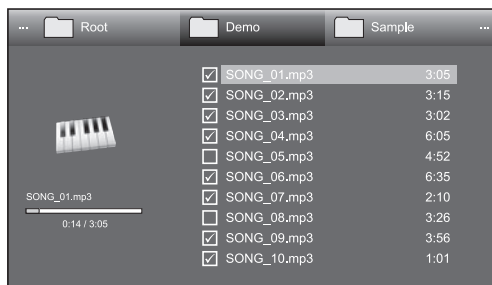 ... Root Demo Sample ...
SONG_01.mp3 3:05
SONG_02.mp3 3:15
SONG_03.mp3 3:02
SONG_04.mp3 6:05
SONG_05.mp3 4:52
SONG_06.mp3 6:35
SONG_07.mp3 2:10
SONG_08.mp3 3:26
SONG_09.mp3 3:56
SONG_10.mp3 1:01
SONG_01.mp3
0:14 / 3:05